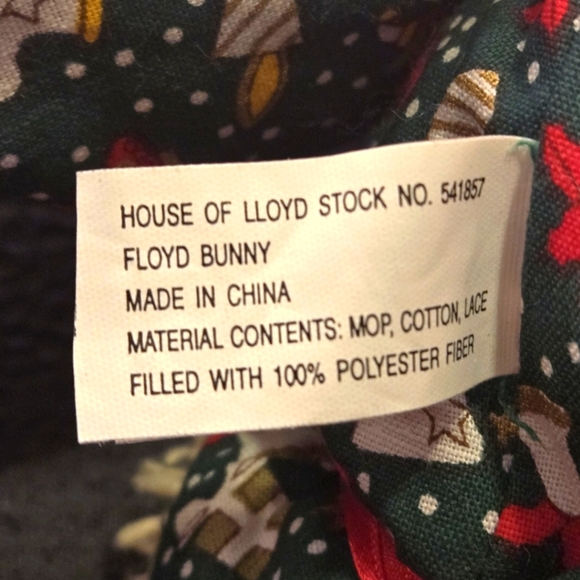 HOUSE OF LLOYD STOCK NO. 541857
FLOYD BUNNY
MADE IN CHINA
MATERIAL CONTENTS: MOP, COTTON, LACE
FILLED WITH 100% POLYESTER FIBER